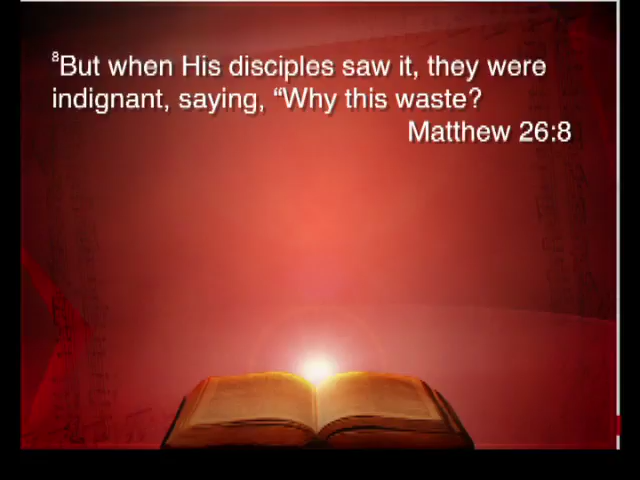 ⁸But when His disciples saw it, they were
indignant, saying, “Why this waste?
Matthew 26:8